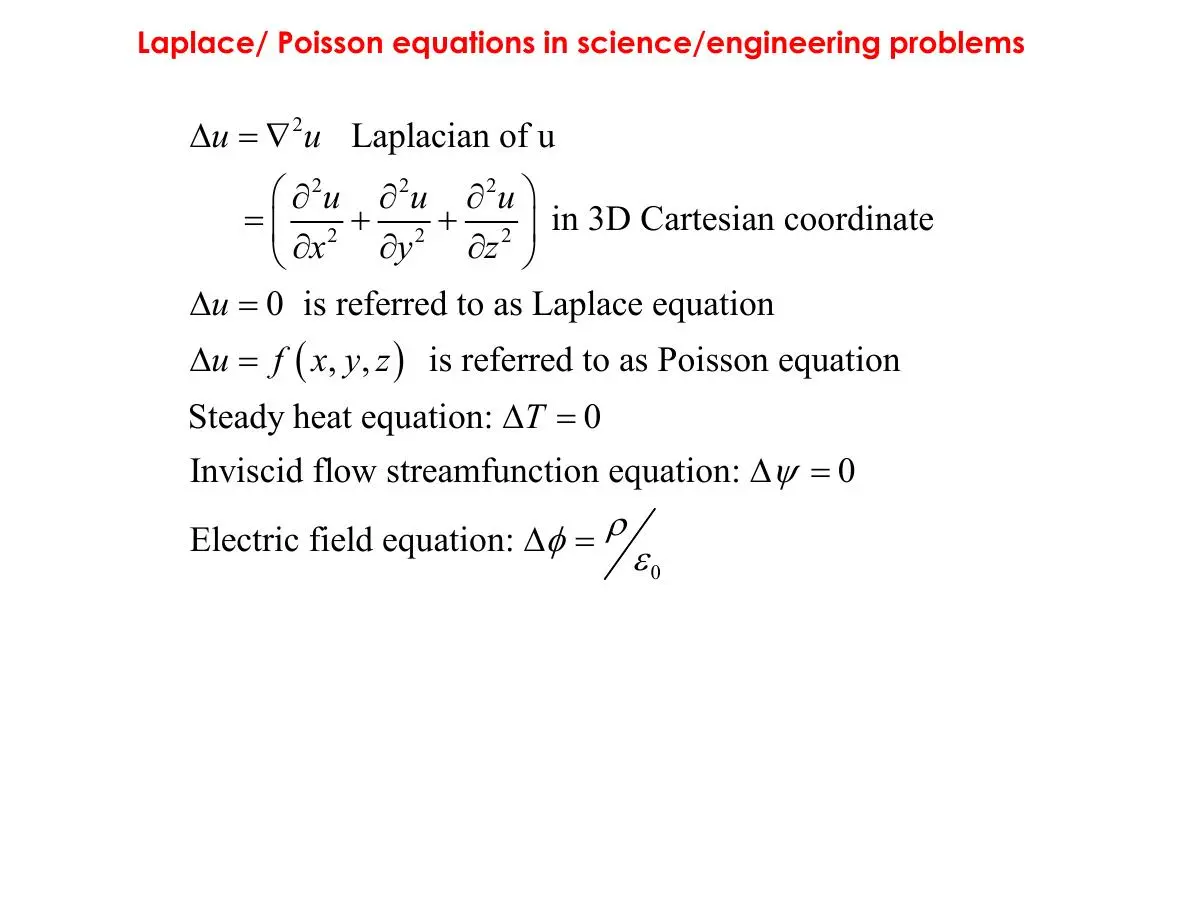 Laplace/ Poisson equations in science/engineering problems
Δu = ∇²u   Laplacian of u
= ( ∂²u/∂x² + ∂²u/∂y² + ∂²u/∂z² ) in 3D Cartesian coordinate
Δu = 0  is referred to as Laplace equation
Δu = f (x, y, z)  is referred to as Poisson equation
Steady heat equation: ΔT = 0
Inviscid flow streamfunction equation: Δψ = 0
Electric field equation: Δϕ = ρ/ε₀